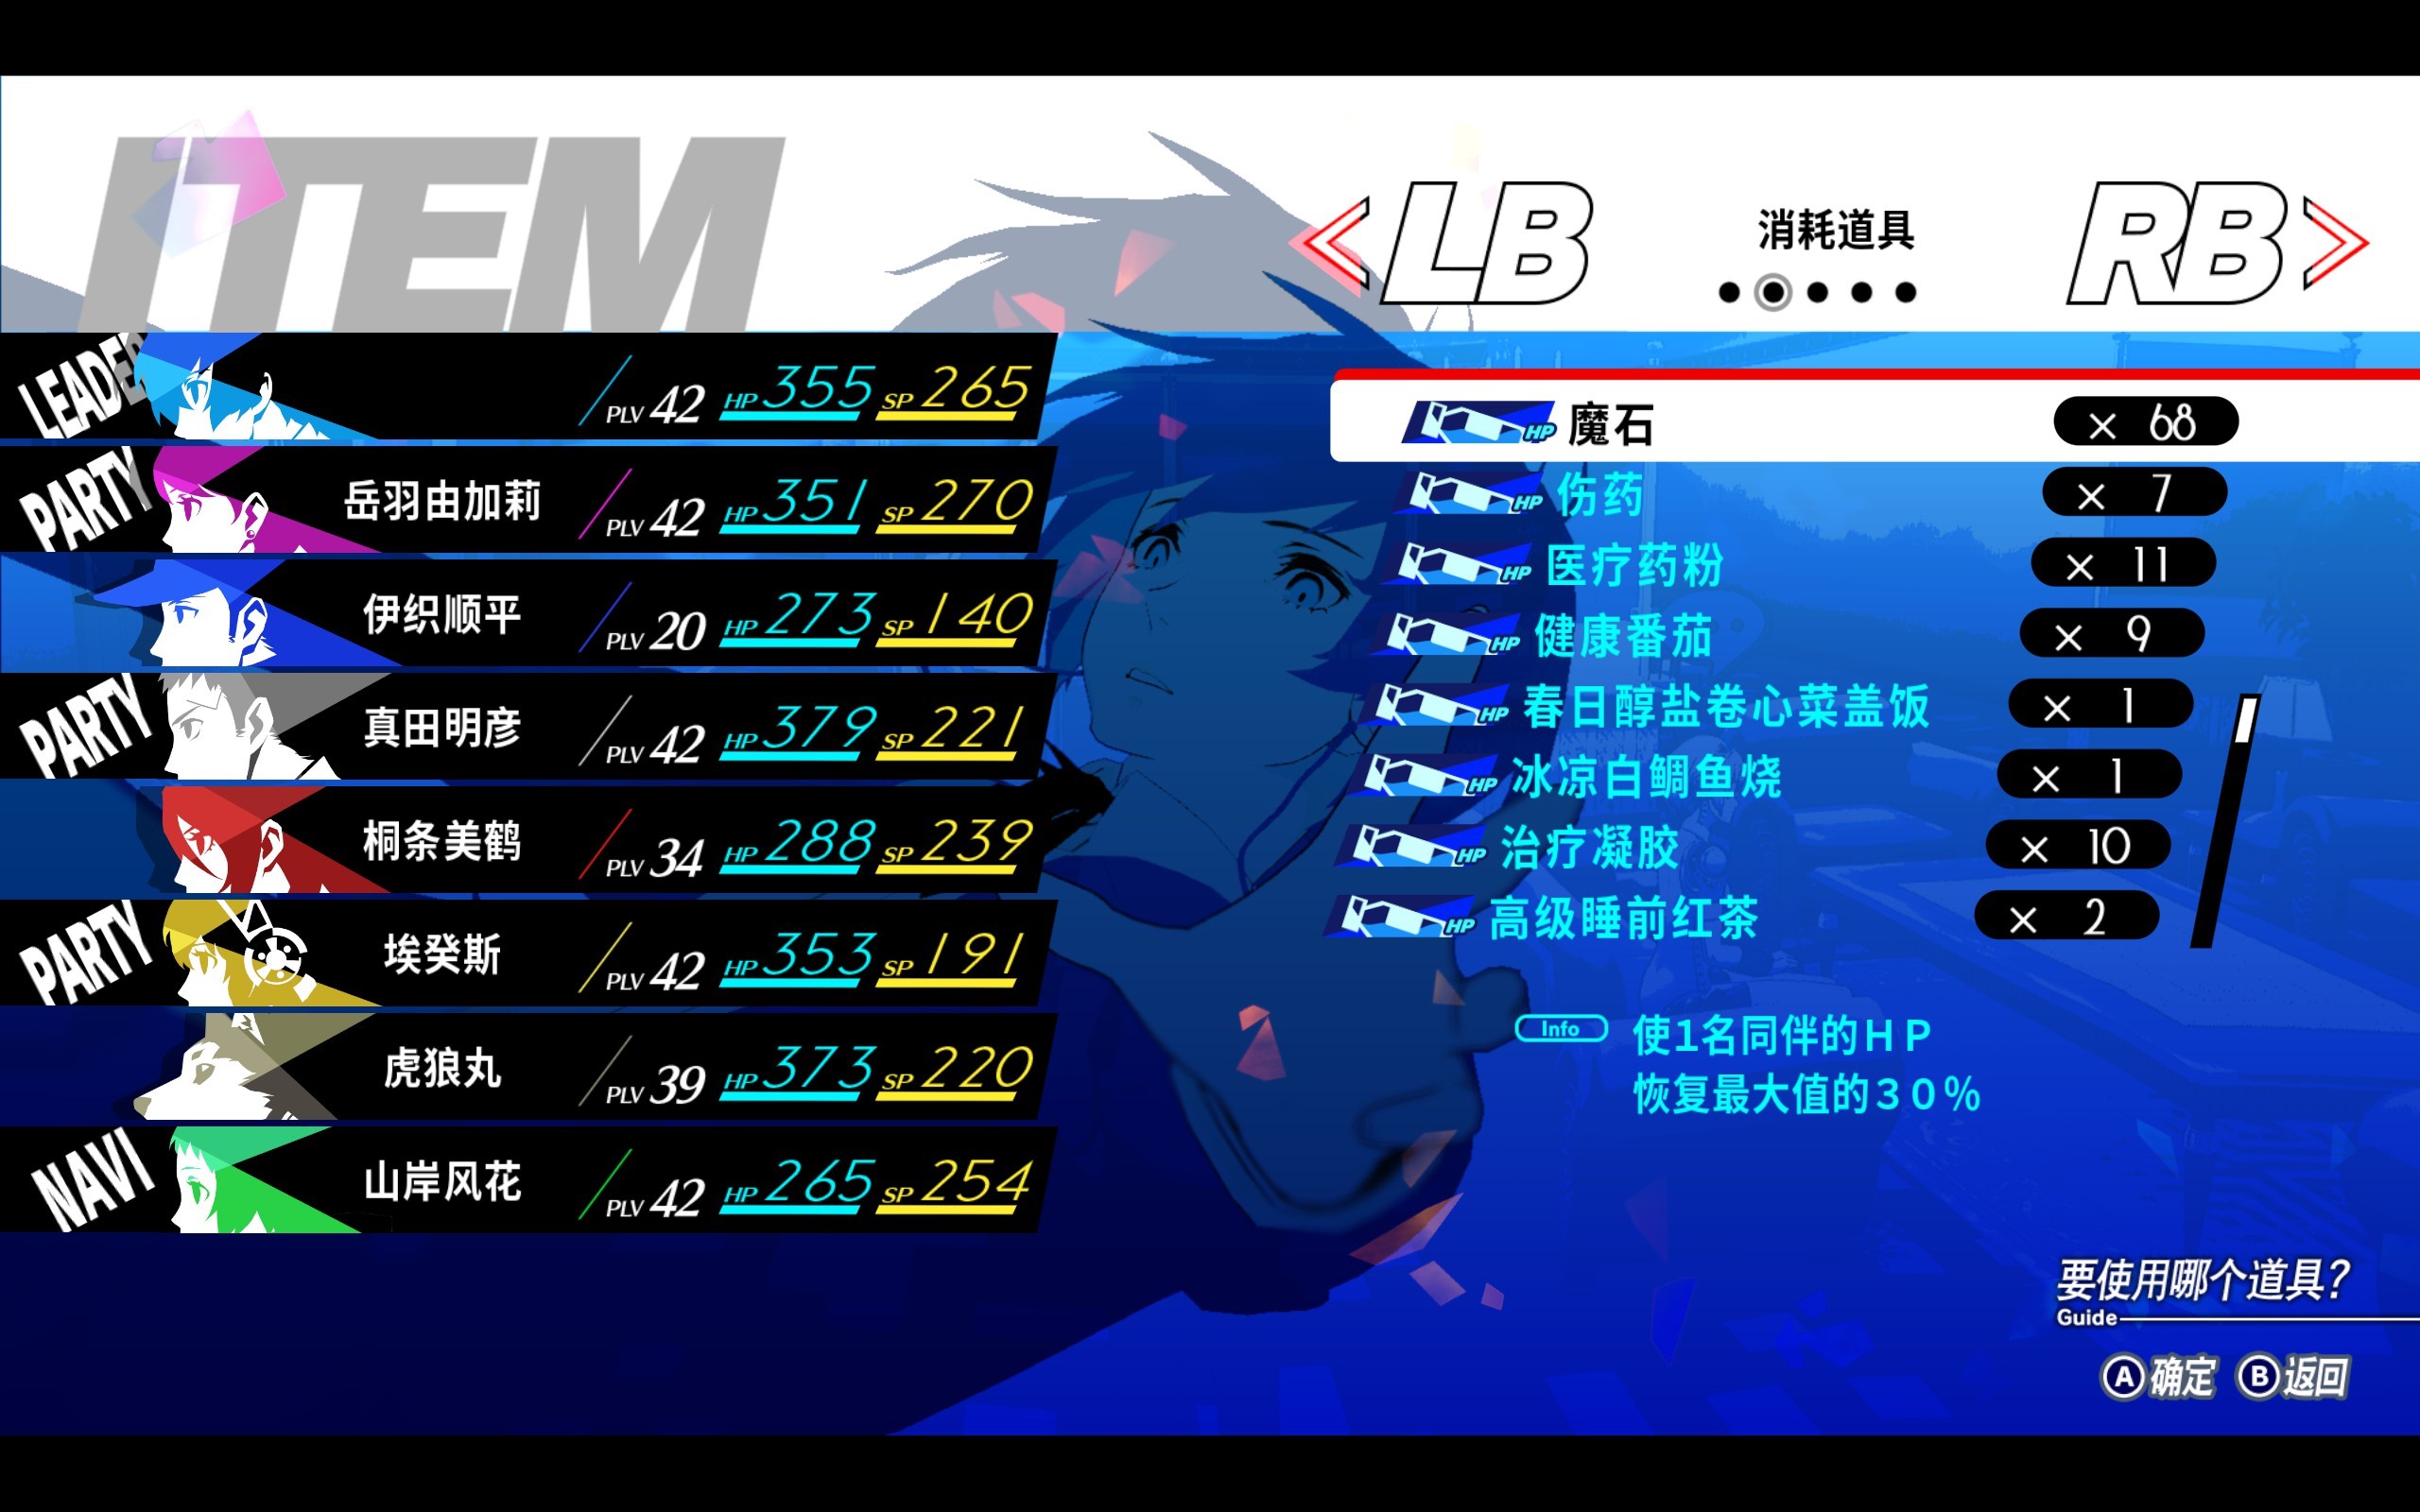 ITEM
LB 消耗道具 RB
LEADER PLV 42 HP 355 SP 265
PARTY 岳羽由加莉 PLV 42 HP 351 SP 270
伊织顺平 PLV 20 HP 273 SP 140
PARTY 真田明彦 PLV 42 HP 379 SP 221
桐条美鹤 PLV 34 HP 288 SP 239
PARTY 埃癸斯 PLV 42 HP 353 SP 191
虎狼丸 PLV 39 HP 373 SP 220
NAVI 山岸风花 PLV 42 HP 265 SP 254
HP 魔石 × 68
HP 伤药 × 7
HP 医疗药粉 × 11
HP 健康番茄 × 9
HP 春日醇盐卷心菜盖饭 × 1
HP 冰凉白鲷鱼烧 × 1
HP 治疗凝胶 × 10
HP 高级睡前红茶 × 2
Info 使1名同伴的HP
恢复最大值的30%
要使用哪个道具?
Guide
A 确定 B 返回